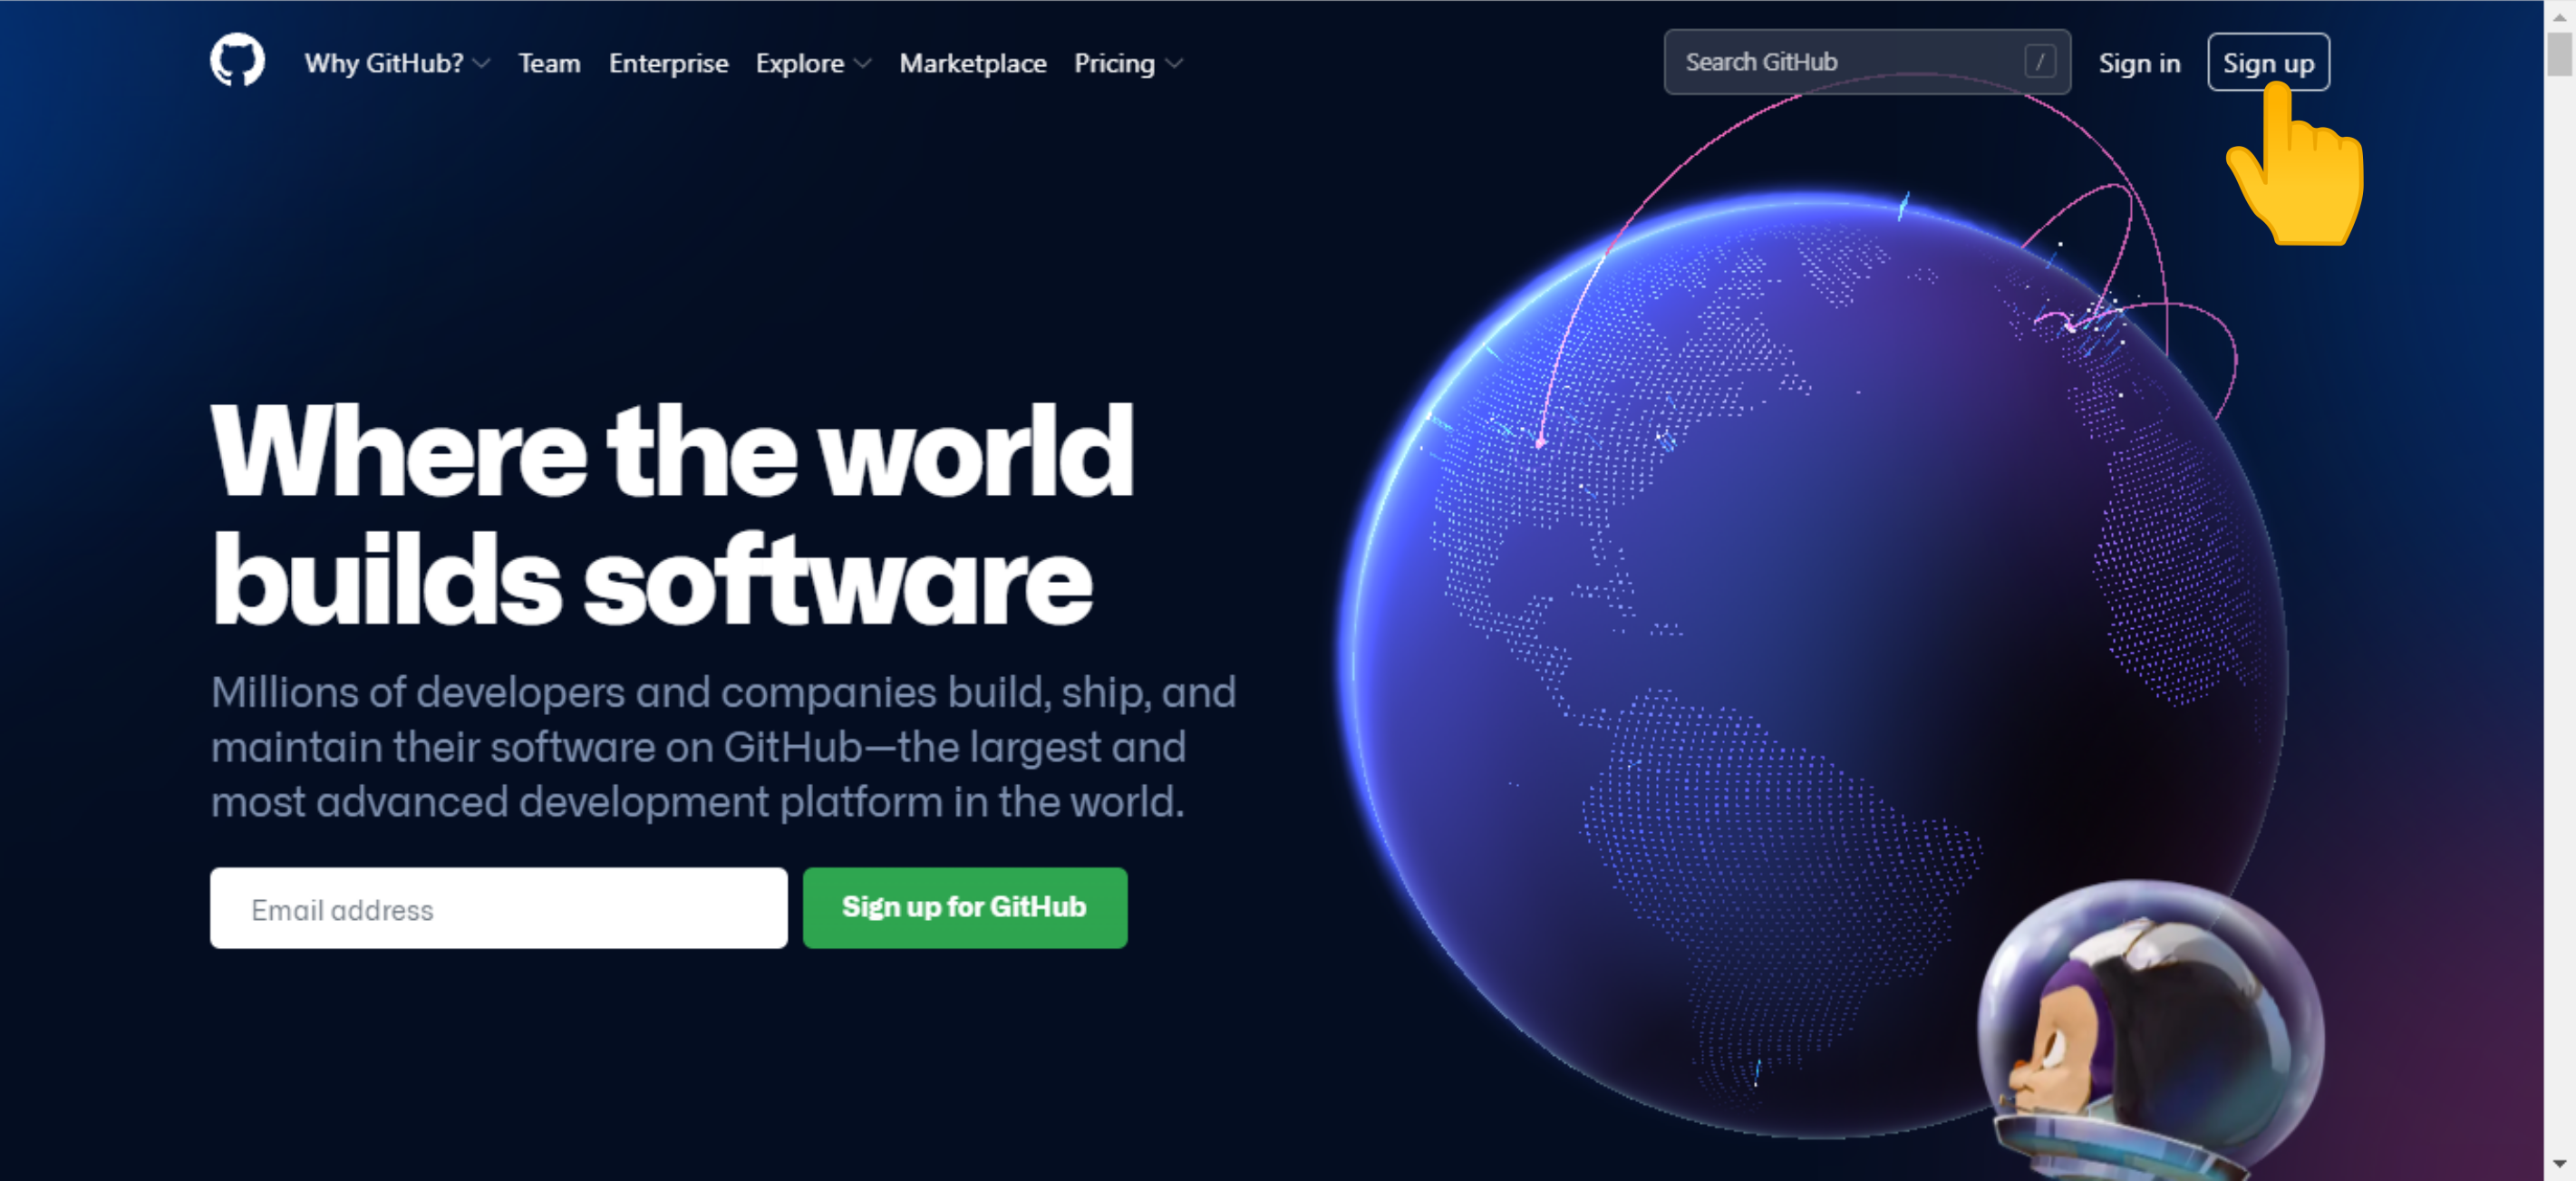 Why GitHub? Team Enterprise Explore Marketplace Pricing Search GitHub / Sign in Sign up
Where the world
builds software
Millions of developers and companies build, ship, and
maintain their software on GitHub—the largest and
most advanced development platform in the world.
Email address Sign up for GitHub